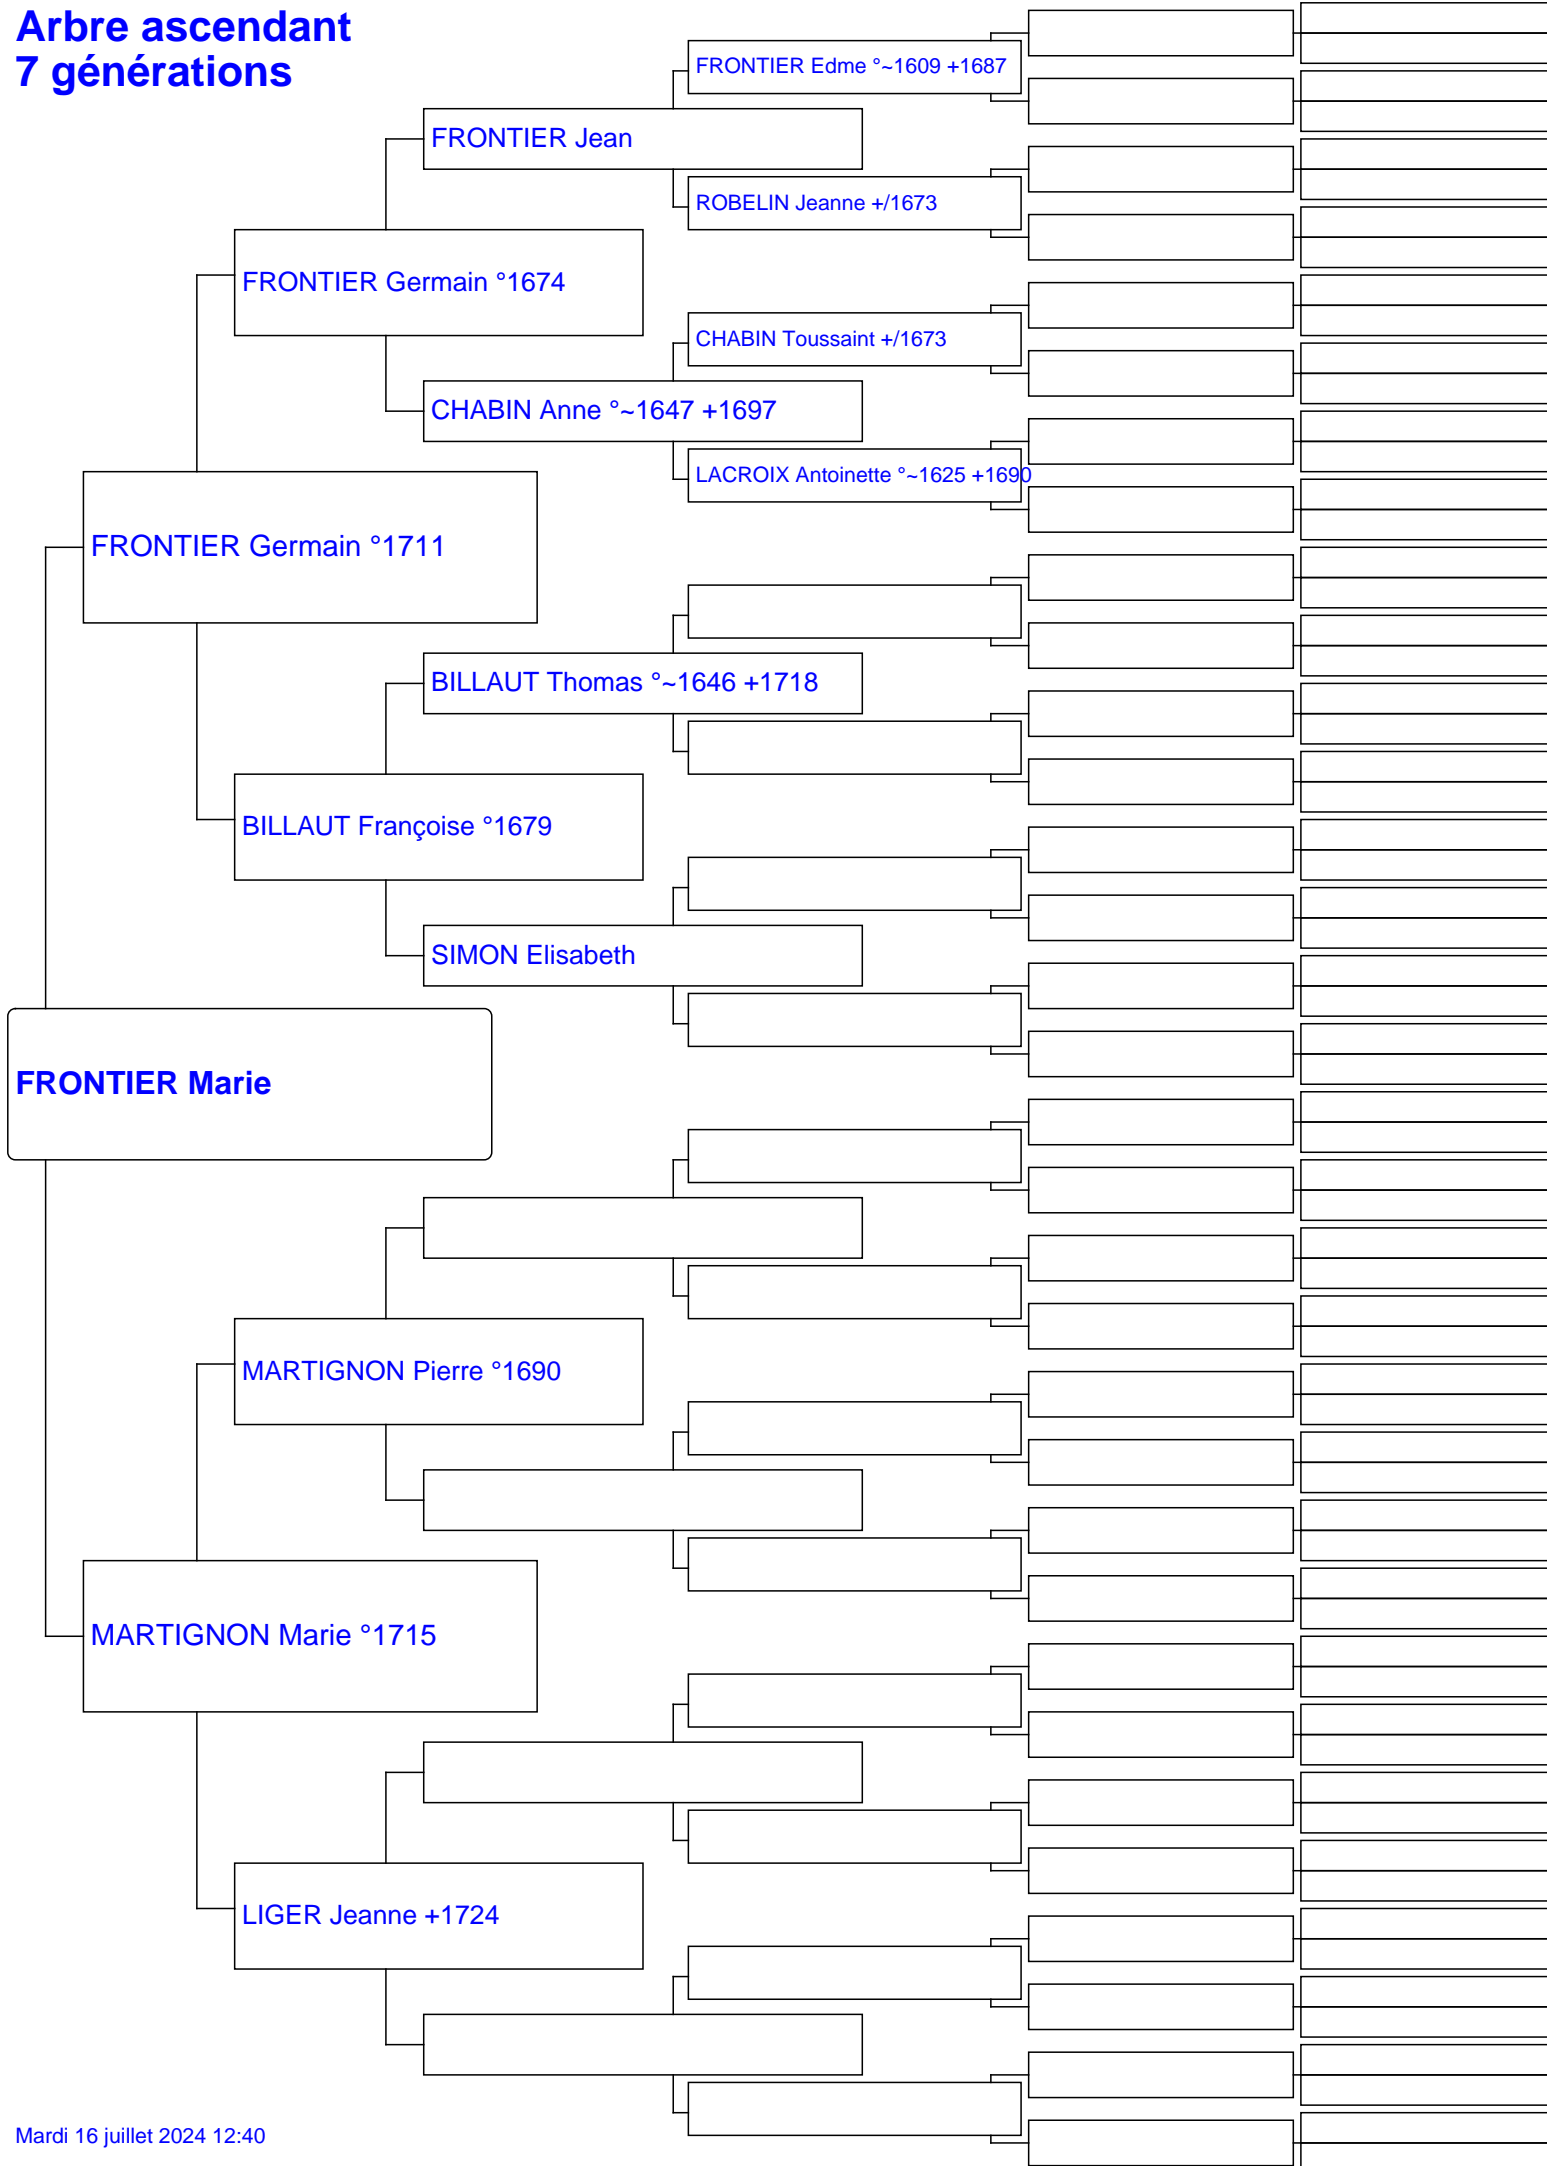 Arbre ascendant
7 générations
FRONTIER Edme °~1609 +1687
FRONTIER Jean
ROBELIN Jeanne +/1673
FRONTIER Germain °1674
CHABIN Toussaint +/1673
CHABIN Anne °~1647 +1697
LACROIX Antoinette °~1625 +1690
FRONTIER Germain °1711
BILLAUT Thomas °~1646 +1718
BILLAUT Françoise °1679
SIMON Elisabeth
FRONTIER Marie
MARTIGNON Pierre °1690
MARTIGNON Marie °1715
LIGER Jeanne +1724
Mardi 16 juillet 2024 12:40